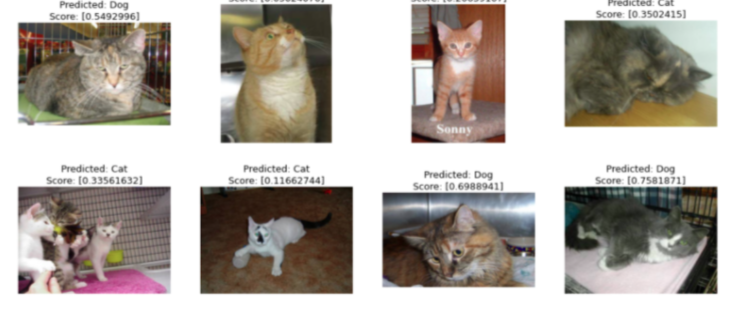 Predicted: Dog
Score: [0.5492996]
Predicted: Cat
Score: [0.3502415]
Sonny
Predicted: Cat
Score: [0.33561632]
Predicted: Cat
Score: [0.11662744]
Predicted: Dog
Score: [0.6988941]
Predicted: Dog
Score: [0.7581871]